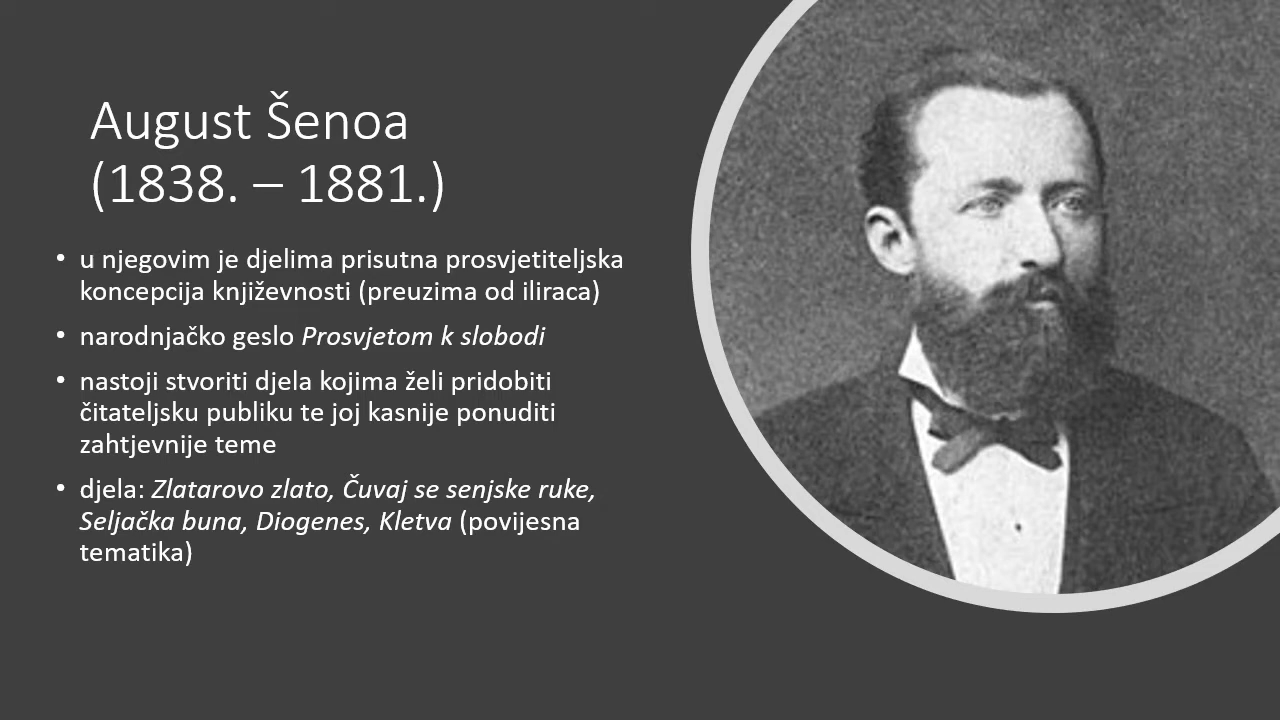 August Šenoa
(1838. – 1881.)
• u njegovim je djelima prisutna prosvjetiteljska
koncepcija književnosti (preuzima od iliraca)
• narodnjačko geslo Prosvjetom k slobodi
• nastoji stvoriti djela kojima želi pridobiti
čitateljsku publiku te joj kasnije ponuditi
zahtjevnije teme
• djela: Zlatarovo zlato, Čuvaj se senjske ruke,
Seljačka buna, Diogenes, Kletva (povijesna
tematika)